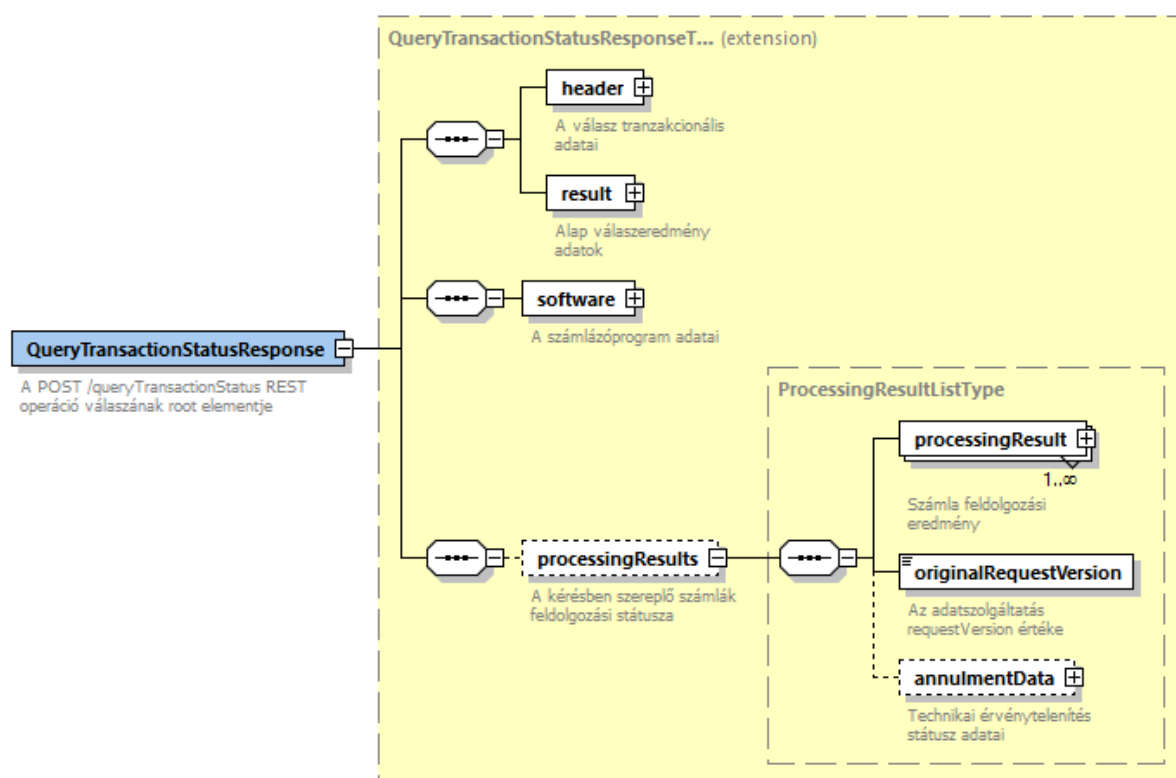 QueryTransactionStatusResponseT... (extension)
header
A válasz tranzakcionális
adatai
result
Alap válaszeredmény
adatok
software
A számlázóprogram adatai
QueryTransactionStatusResponse
A POST /queryTransactionStatus REST
operáció válaszának root elementje
ProcessingResultListType
processingResult
1..∞
Számla feldolgozási
eredmény
processingResults
A kérésben szereplő számlák
feldolgozási státusza
originalRequestVersion
Az adatszolgáltatás
requestVersion értéke
annulmentData
Technikai érvénytelenítés
státusz adatai